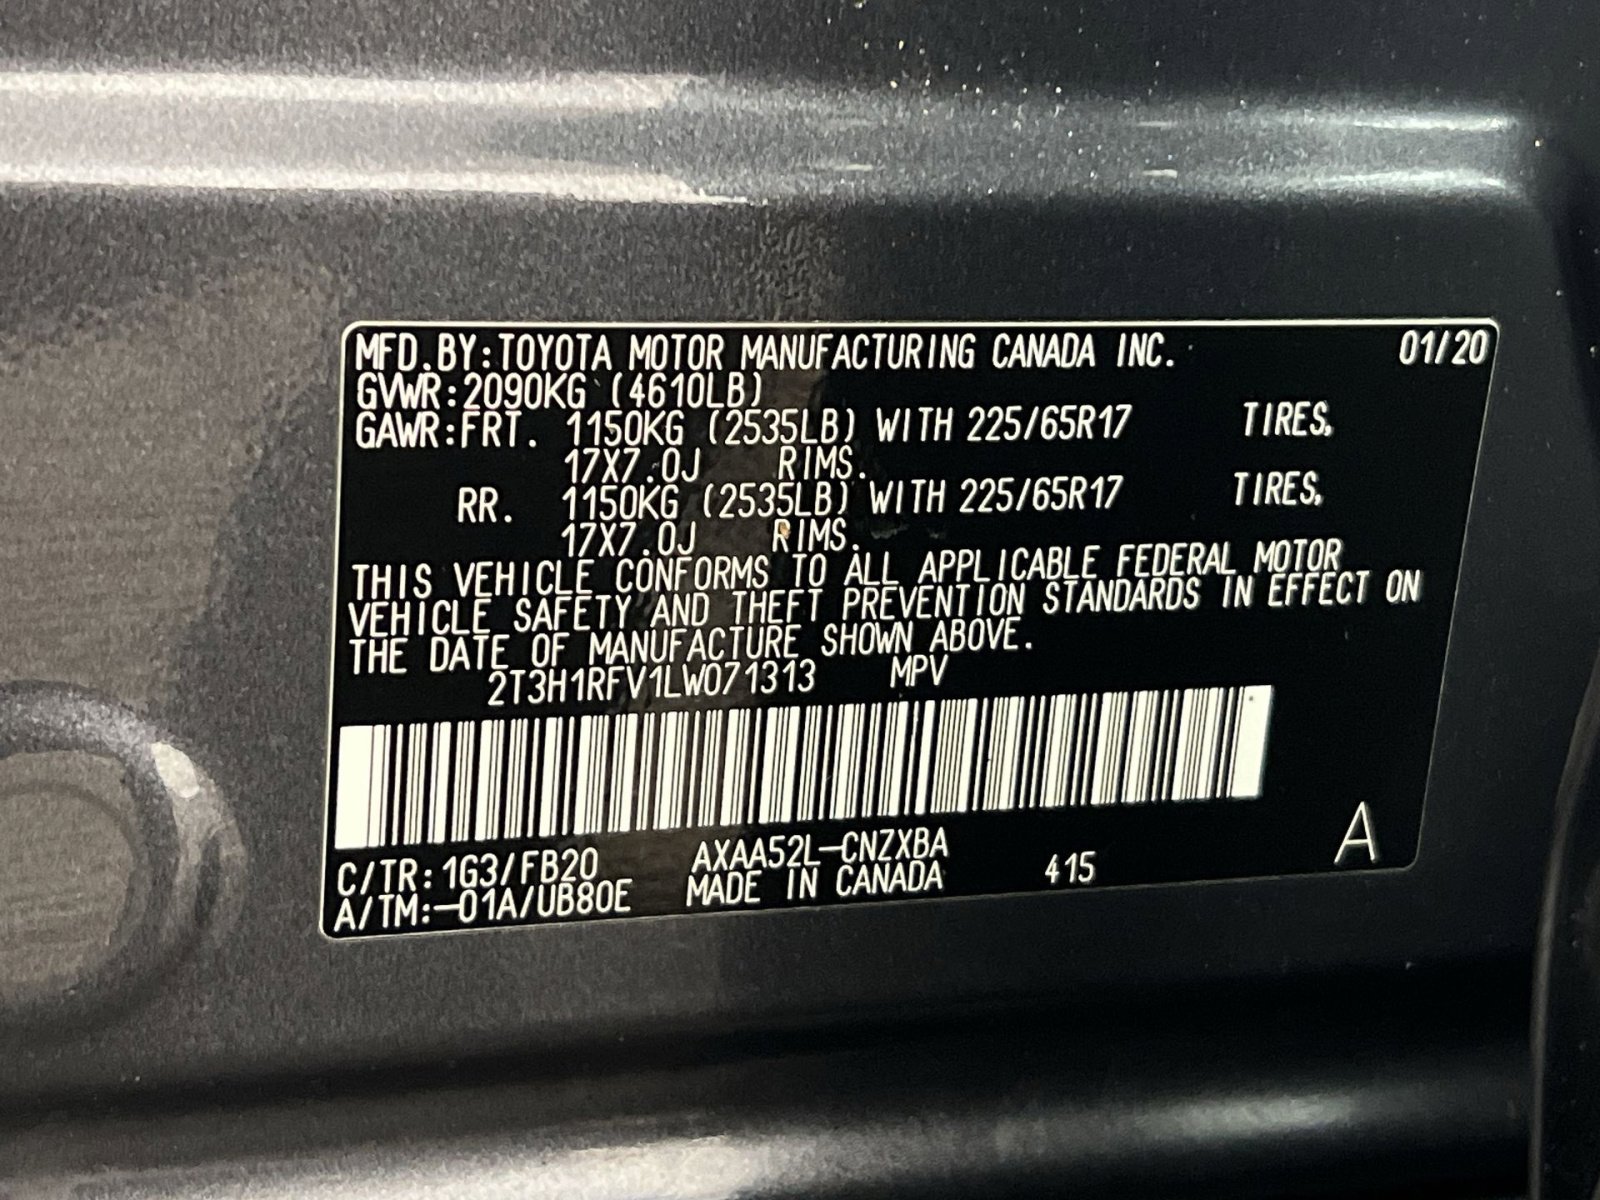 MFD.BY:TOYOTA MOTOR MANUFACTURING CANADA INC. 01/20
GVWR:2090KG (4610LB)
GAWR:FRT. 1150KG (2535LB) WITH 225/65R17 TIRES,
17X7.0J RIMS.
RR. 1150KG (2535LB) WITH 225/65R17 TIRES,
17X7.0J RIMS.
THIS VEHICLE CONFORMS TO ALL APPLICABLE FEDERAL MOTOR
VEHICLE SAFETY AND THEFT PREVENTION STANDARDS IN EFFECT ON
THE DATE OF MANUFACTURE SHOWN ABOVE.
2T3H1RFV1LW071313 MPV
C/TR:1G3/FB20 AXAA52L-CNZXBA
A/TM:-01A/UB80E MADE IN CANADA 415 A